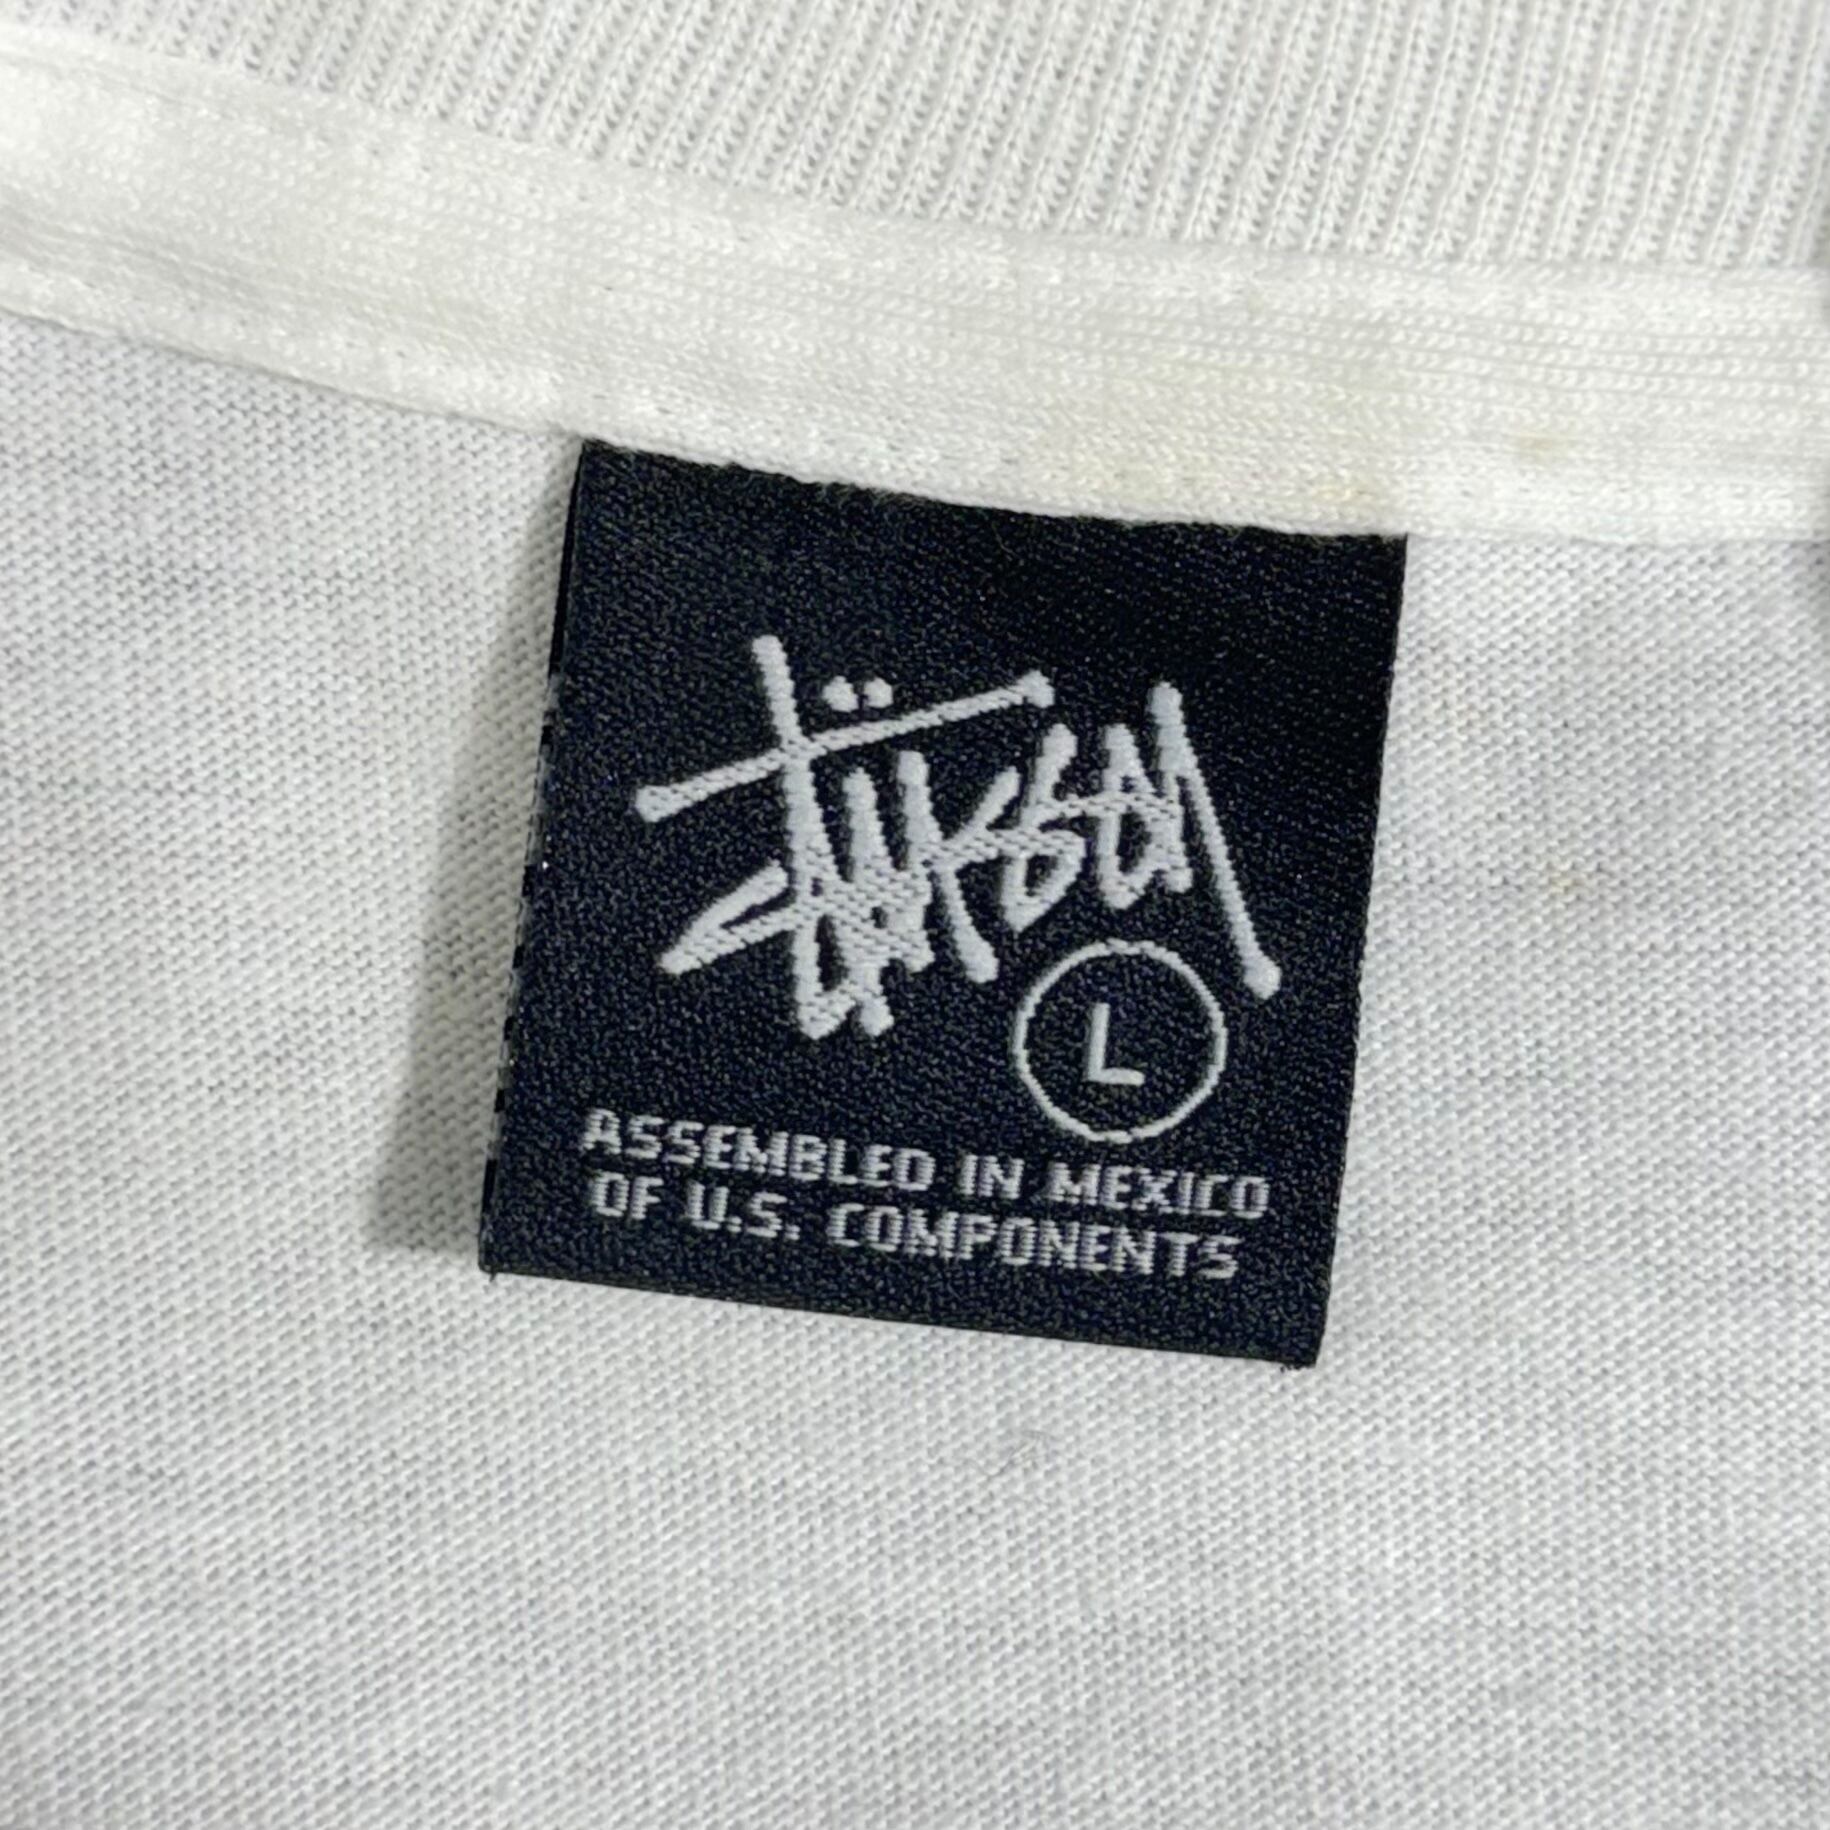 Stüssy
L
ASSEMBLED IN MEXICO
OF U.S. COMPONENTS